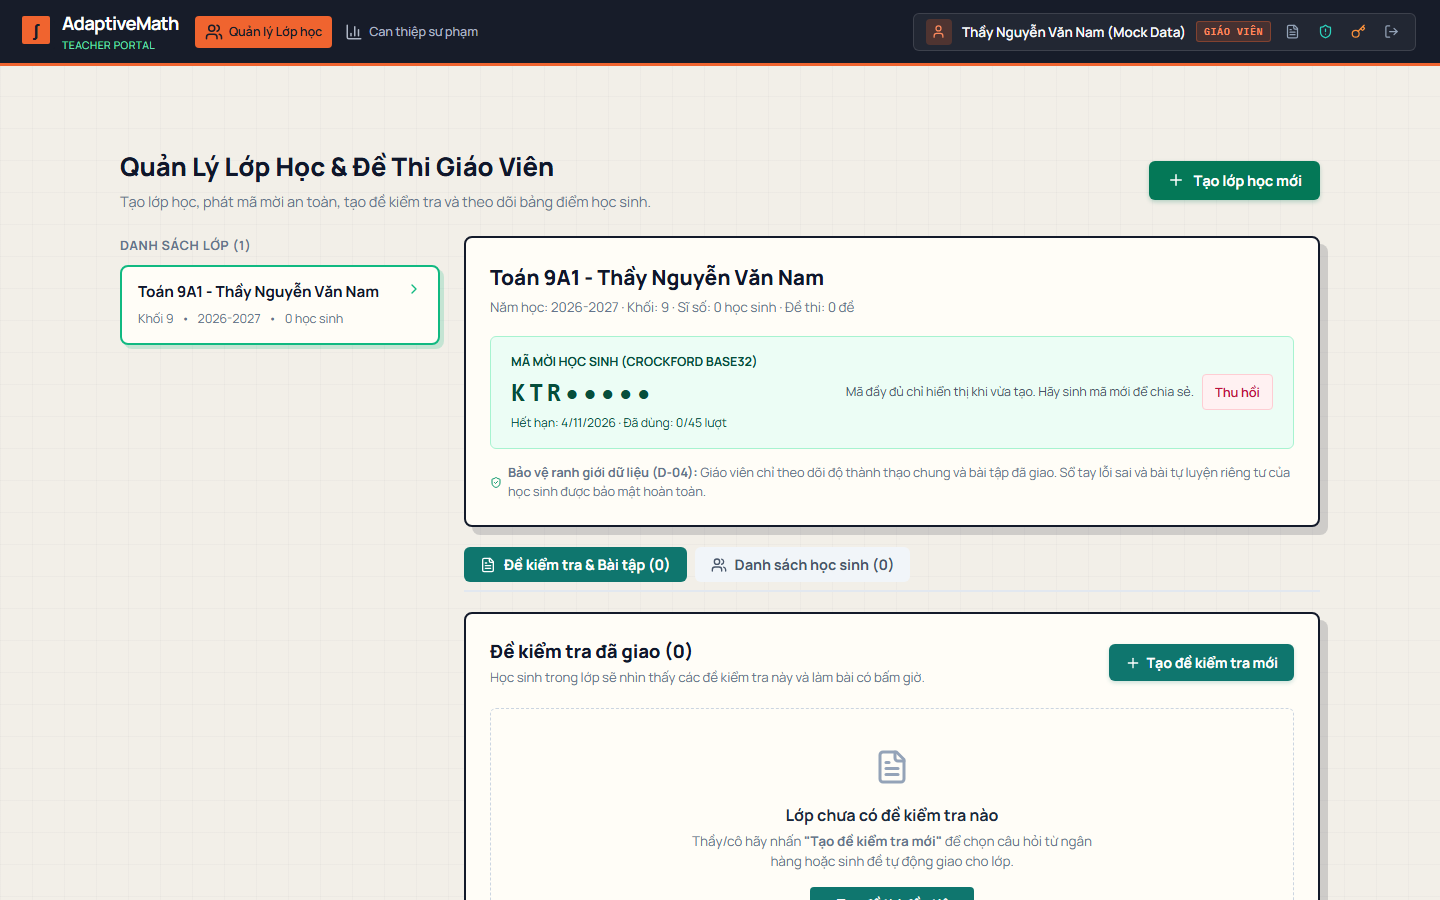 ∫
AdaptiveMath
TEACHER PORTAL
Quản lý Lớp học
Can thiệp sư phạm
Thầy Nguyễn Văn Nam (Mock Data)
GIÁO VIÊN
Quản Lý Lớp Học & Đề Thi Giáo Viên
Tạo lớp học, phát mã mời an toàn, tạo đề kiểm tra và theo dõi bảng điểm học sinh.
Tạo lớp học mới
DANH SÁCH LỚP (1)
Toán 9A1 - Thầy Nguyễn Văn Nam
Khối 9 • 2026-2027 • 0 học sinh
Toán 9A1 - Thầy Nguyễn Văn Nam
Năm học: 2026-2027 · Khối: 9 · Sĩ số: 0 học sinh · Đề thi: 0 đề
MÃ MỜI HỌC SINH (CROCKFORD BASE32)
KTR●●●●●
Mã đầy đủ chỉ hiển thị khi vừa tạo. Hãy sinh mã mới để chia sẻ.
Thu hồi
Hết hạn: 4/11/2026 · Đã dùng: 0/45 lượt
Bảo vệ ranh giới dữ liệu (D-04): Giáo viên chỉ theo dõi độ thành thạo chung và bài tập đã giao. Sổ tay lỗi sai và bài tự luyện riêng tư của
học sinh được bảo mật hoàn toàn.
Đề kiểm tra & Bài tập (0)
Danh sách học sinh (0)
Đề kiểm tra đã giao (0)
Học sinh trong lớp sẽ nhìn thấy các đề kiểm tra này và làm bài có bấm giờ.
Tạo đề kiểm tra mới
Lớp chưa có đề kiểm tra nào
Thầy/cô hãy nhấn "Tạo đề kiểm tra mới" để chọn câu hỏi từ ngân
hàng hoặc sinh đề tự động giao cho lớp.